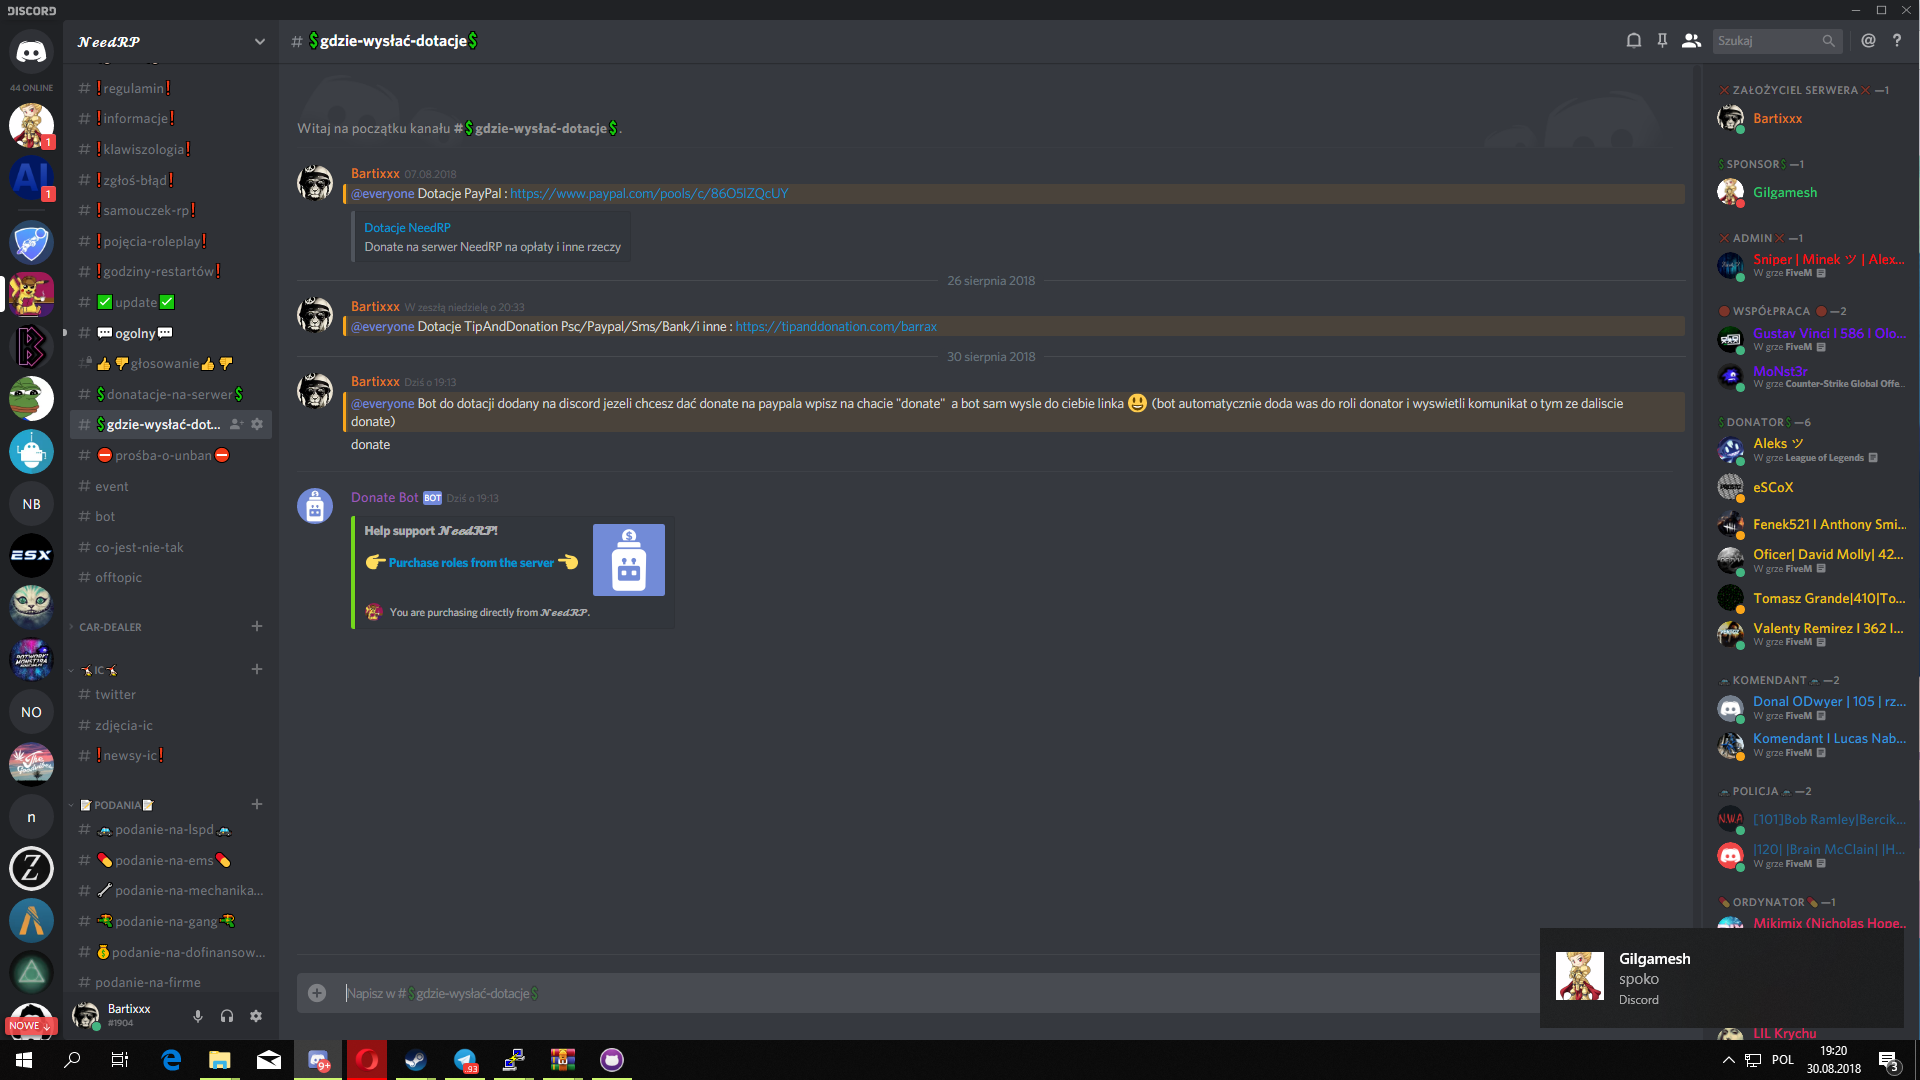 DISCORD
𝓝𝓮𝓮𝓭𝓡𝓟
# $gdzie-wysłać-dotacje$
Szukaj
44 ONLINE
1
AI
1
NB
ESX
NO
The
n
Z
NOWE ↓
# ❗regulamin❗
# ❗informacje❗
# ❗klawiszologia❗
# ❗zgłoś-błąd❗
# ❗samouczek-rp❗
# ❗pojęcia-roleplay❗
# ❗godziny-restartów❗
# ✅update✅
# 💬ogolny💬
# 👍👎głosowanie👍👎
# $donatacje-na-serwer$
# $gdzie-wysłać-dot...
# ⛔prośba-o-unban⛔
# event
# bot
# co-jest-nie-tak
# offtopic
CAR-DEALER
IC
# twitter
# zdjęcia-ic
# ❗newsy-ic❗
📝PODANIA📝
# 🚓podanie-na-lspd🚓
# 💊podanie-na-ems💊
# 🔧podanie-na-mechanika...
# 🔫podanie-na-gang🔫
# 💰podanie-na-dofinansow...
# podanie-na-firme
Bartixxx
#1904
Witaj na początku kanału #$gdzie-wysłać-dotacje$.
Bartixxx 07.08.2018
@everyone Dotacje PayPal : https://www.paypal.com/pools/c/86O5lZQcUY
Dotacje NeedRP
Donate na serwer NeedRP na opłaty i inne rzeczy
26 sierpnia 2018
Bartixxx W zeszłą niedzielę o 20:33
@everyone Dotacje TipAndDonation Psc/Paypal/Sms/Bank/i inne : https://tipanddonation.com/barrax
30 sierpnia 2018
Bartixxx Dziś o 19:13
@everyone Bot do dotacji dodany na discord jezeli chcesz dać donate na paypala wpisz na chacie "donate" a bot sam wysle do ciebie linka 😃 (bot automatycznie doda was do roli donator i wyswietli komunikat o tym ze daliscie
donate)
donate
Donate Bot BOT Dziś o 19:13
Help support 𝓝𝓮𝓮𝓭𝓡𝓟!
👉 Purchase roles from the server 👈
You are purchasing directly from 𝓝𝓮𝓮𝓭𝓡𝓟.
Napisz w #$gdzie-wysłać-dotacje$
❌ZAŁOŻYCIEL SERWERA❌—1
Bartixxx
$SPONSOR$—1
Gilgamesh
❌ADMIN❌—1
Sniper | Minek ツ | Alex...
W grze FiveM
🔴WSPÓŁPRACA 🔴—2
Gustav Vinci I 586 I Olo...
W grze FiveM
MoNst3r
W grze Counter-Strike Global Offe...
$DONATOR$—6
Aleks ツ
W grze League of Legends
eSCoX
Fenek521 I Anthony Smi...
Oficer| David Molly| 42...
W grze FiveM
Tomasz Grande|410|To...
Valenty Remirez I 362 I...
W grze FiveM
🚓KOMENDANT🚓—2
Donal ODwyer | 105 | rz...
W grze FiveM
Komendant I Lucas Nab...
W grze FiveM
🚓POLICJA🚓—2
N.W.A
[101]Bob Ramley|Bercik...
|120| |Brain McClain| |H...
W grze FiveM
💊ORDYNATOR💊—1
Mikimix (Nicholas Hope...
Gilgamesh
spoko
Discord
LIL Krychu
9+
93
POL
19:20
30.08.2018
3